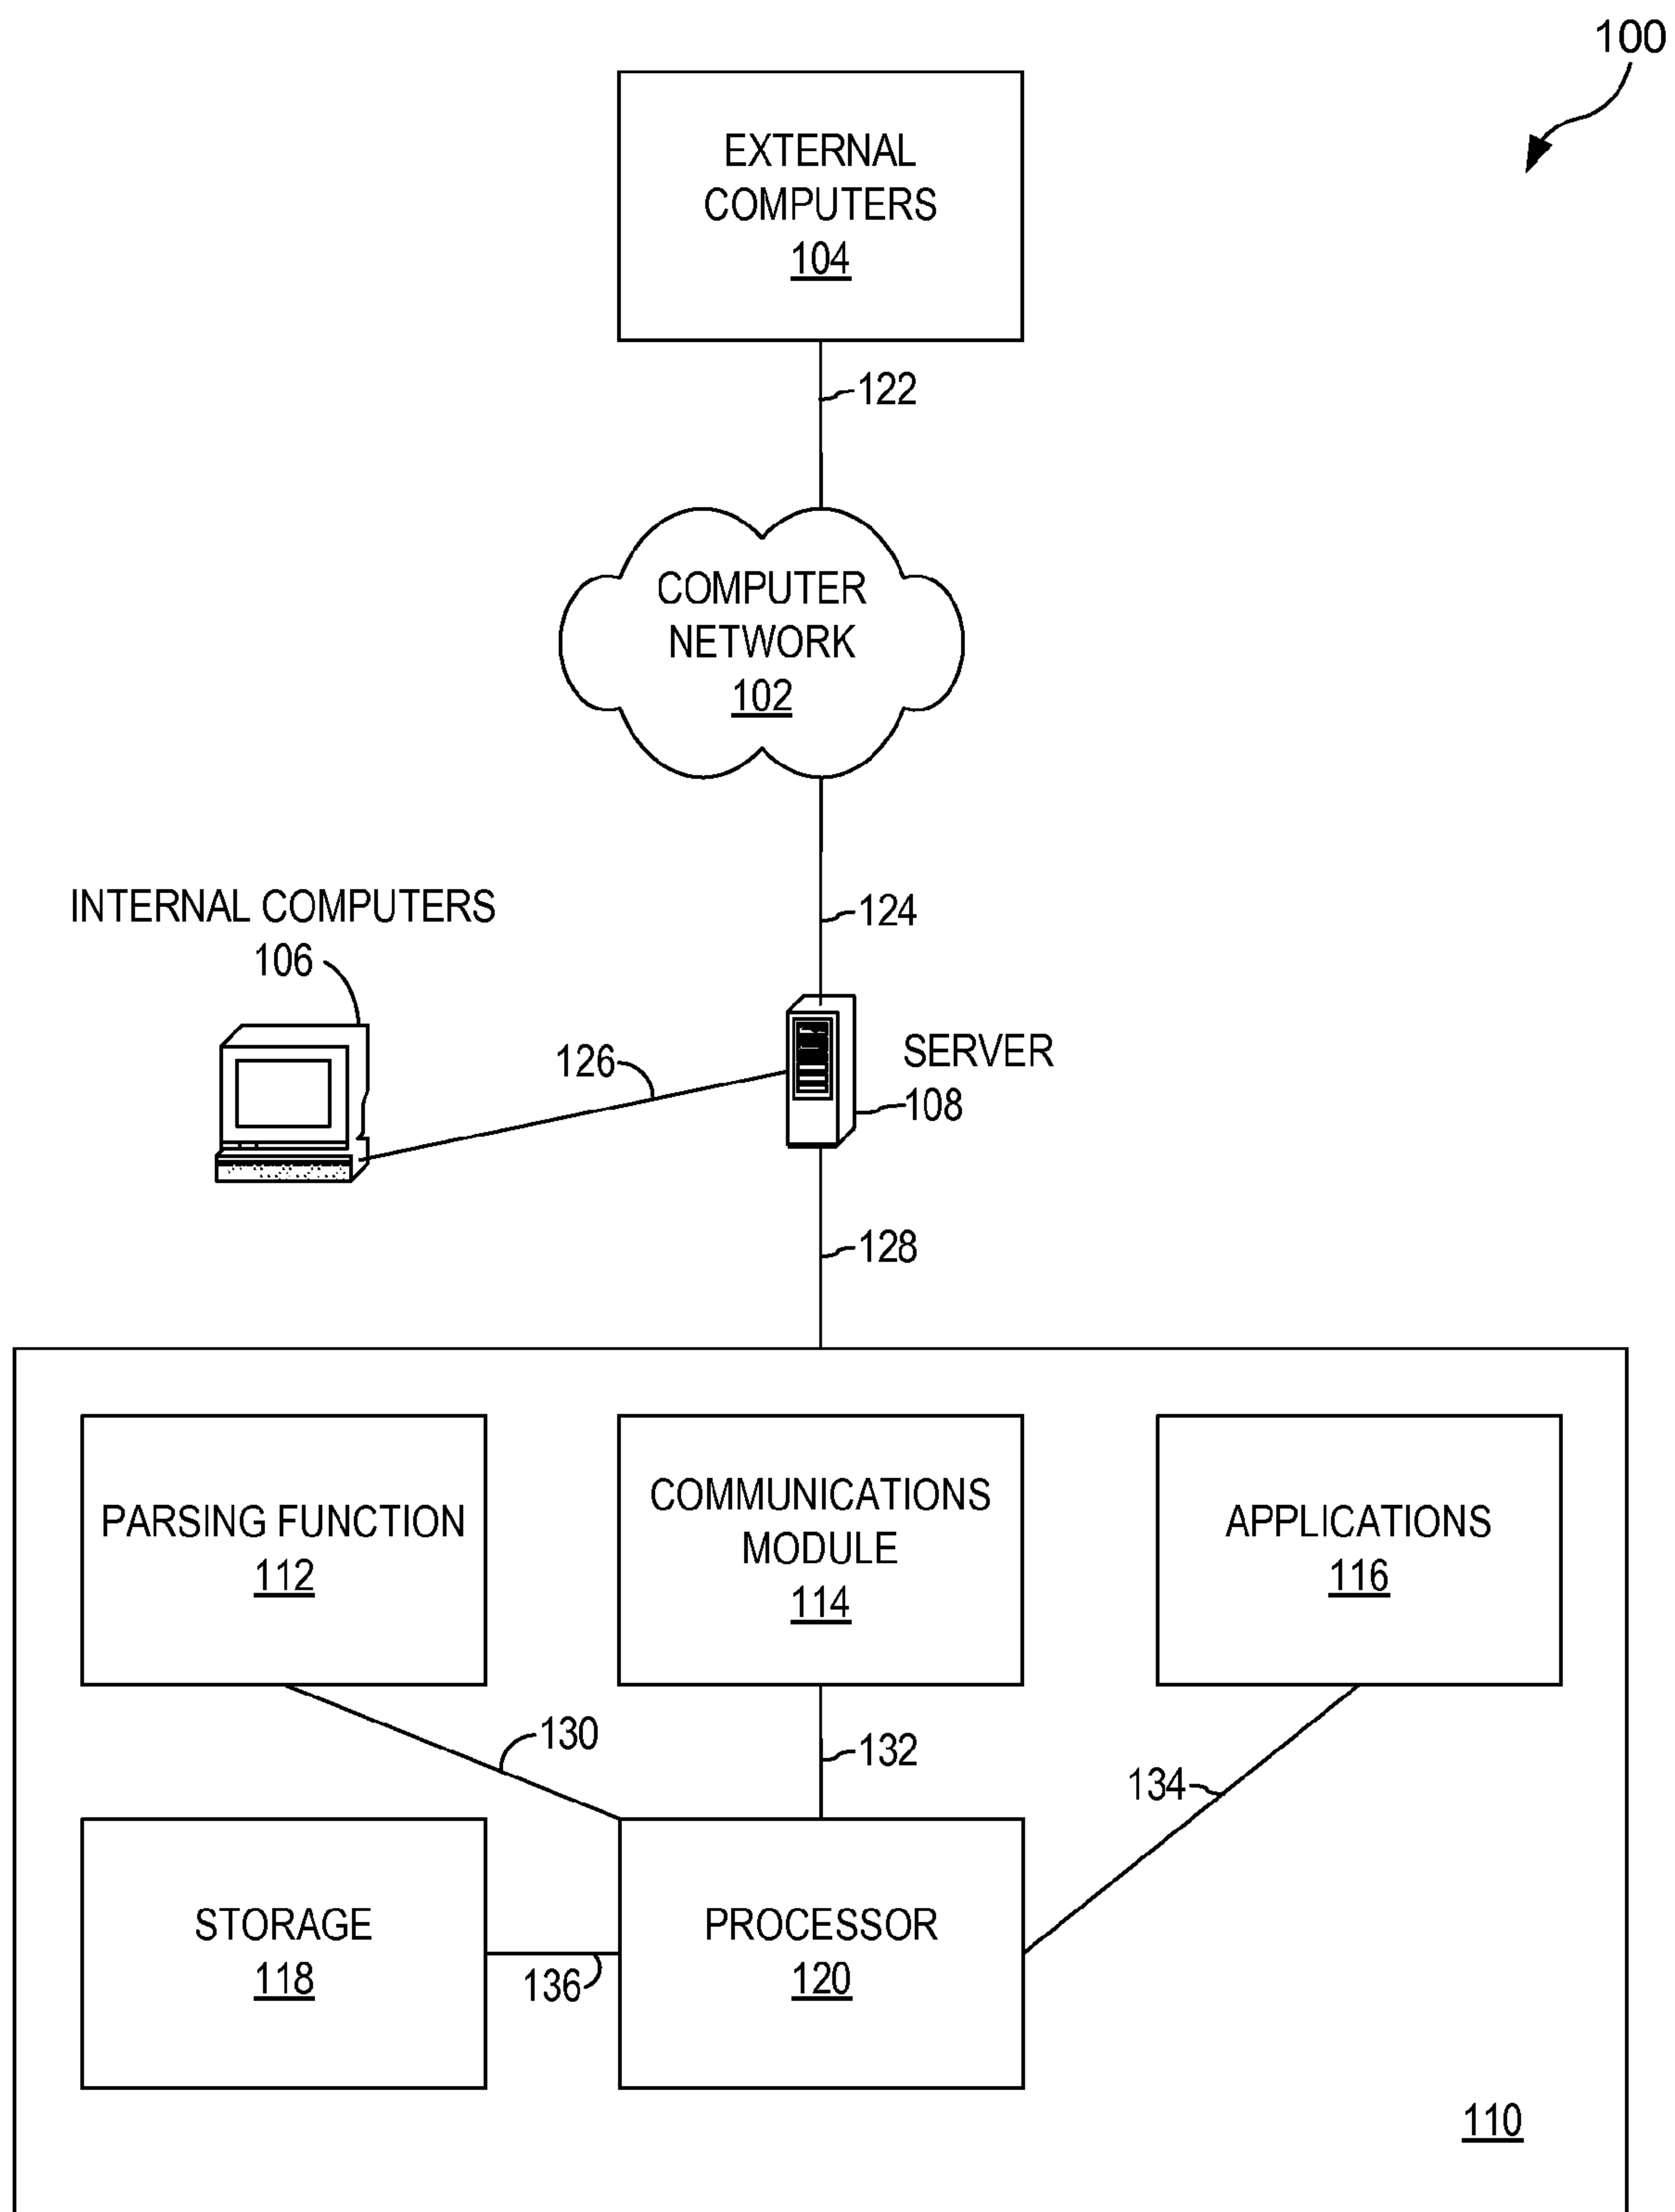 100
EXTERNAL
COMPUTERS
104
122
COMPUTER
NETWORK
102
124
INTERNAL COMPUTERS
106
126
SERVER
108
128
PARSING FUNCTION
112
COMMUNICATIONS
MODULE
114
APPLICATIONS
116
130
132
134
STORAGE
118
136
PROCESSOR
120
110